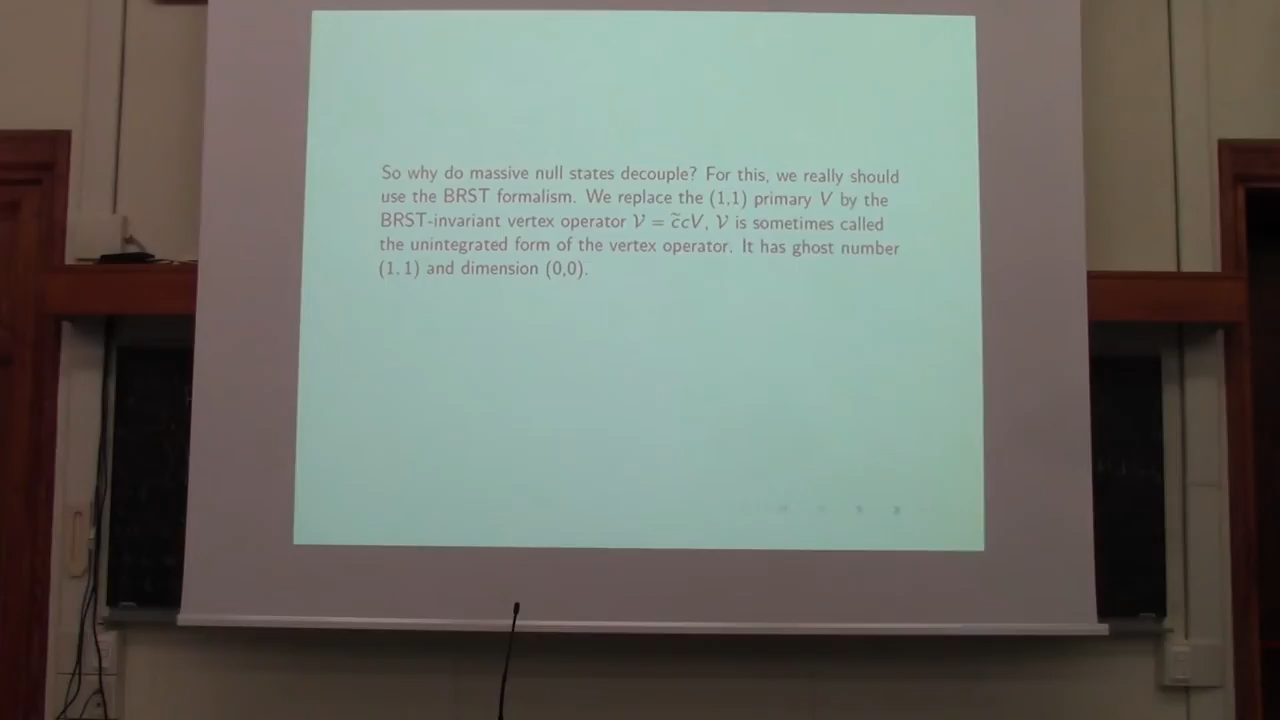 So why do massive null states decouple? For this, we really should
use the BRST formalism. We replace the (1,1) primary V by the
BRST-invariant vertex operator 𝒱 = c̃cV, 𝒱 is sometimes called
the unintegrated form of the vertex operator. It has ghost number
(1, 1) and dimension (0,0).